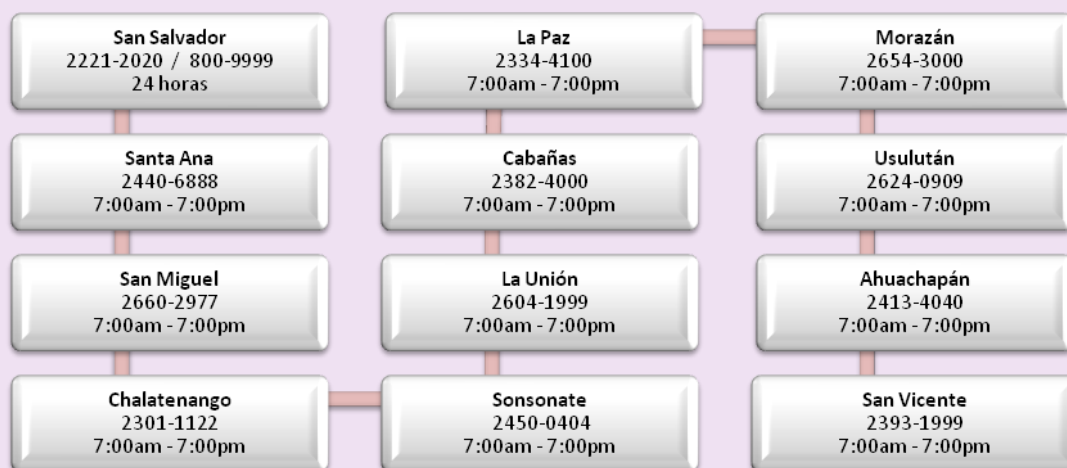 San Salvador
2221-2020 / 800-9999
24 horas
Santa Ana
2440-6888
7:00am - 7:00pm
San Miguel
2660-2977
7:00am - 7:00pm
Chalatenango
2301-1122
7:00am - 7:00pm
Sonsonate
2450-0404
7:00am - 7:00pm
La Unión
2604-1999
7:00am - 7:00pm
Cabañas
2382-4000
7:00am - 7:00pm
La Paz
2334-4100
7:00am - 7:00pm
Morazán
2654-3000
7:00am - 7:00pm
Usulután
2624-0909
7:00am - 7:00pm
Ahuachapán
2413-4040
7:00am - 7:00pm
San Vicente
2393-1999
7:00am - 7:00pm